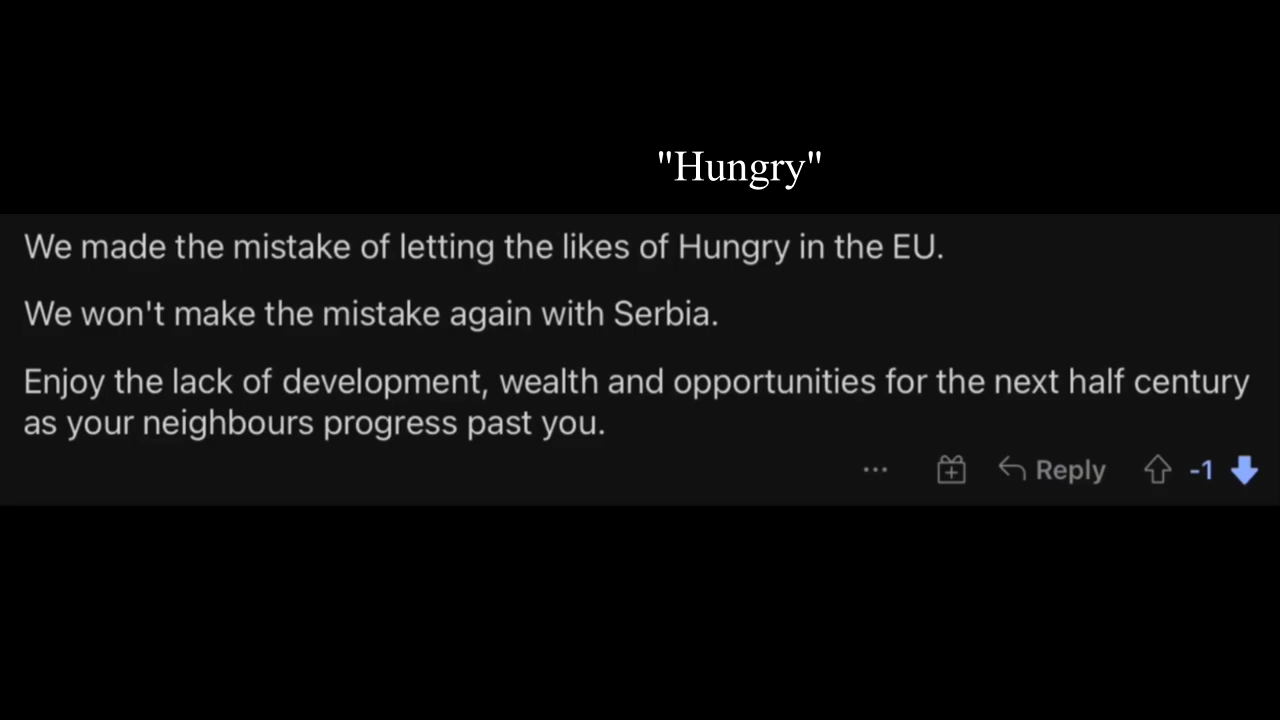 "Hungry"
We made the mistake of letting the likes of Hungry in the EU.
We won't make the mistake again with Serbia.
Enjoy the lack of development, wealth and opportunities for the next half century
as your neighbours progress past you.
Reply -1